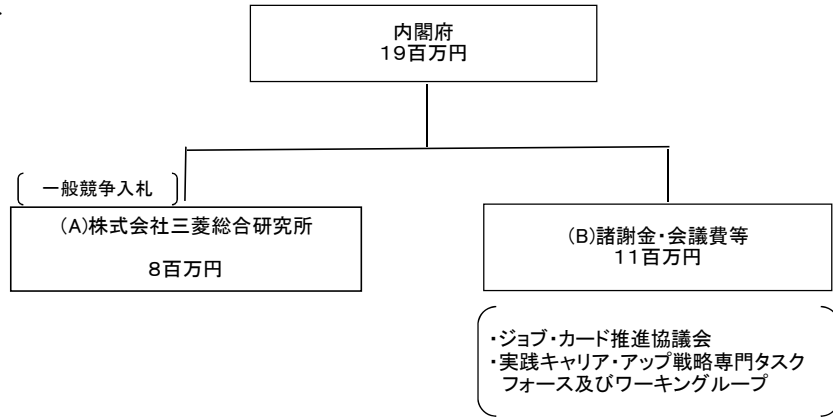 内閣府
19百万円
一般競争入札
(A)株式会社三菱総合研究所
8百万円
(B)諸謝金・会議費等
11百万円
・ジョブ・カード推進協議会
・実践キャリア・アップ戦略専門タスク
フォース及びワーキングループ